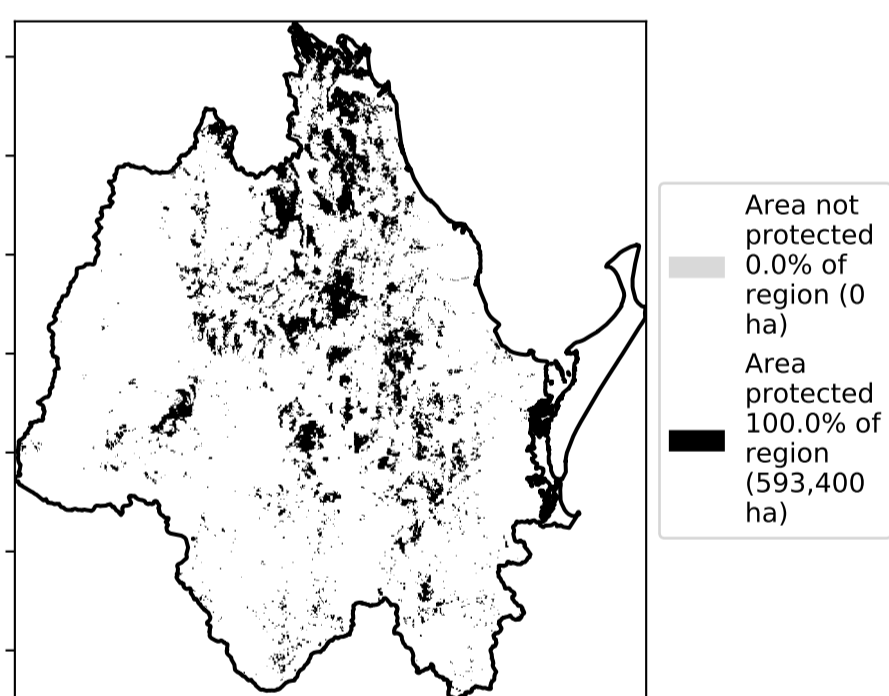 Area not
protected
0.0% of
region (0
ha)
Area
protected
100.0% of
region
(593,400
ha)